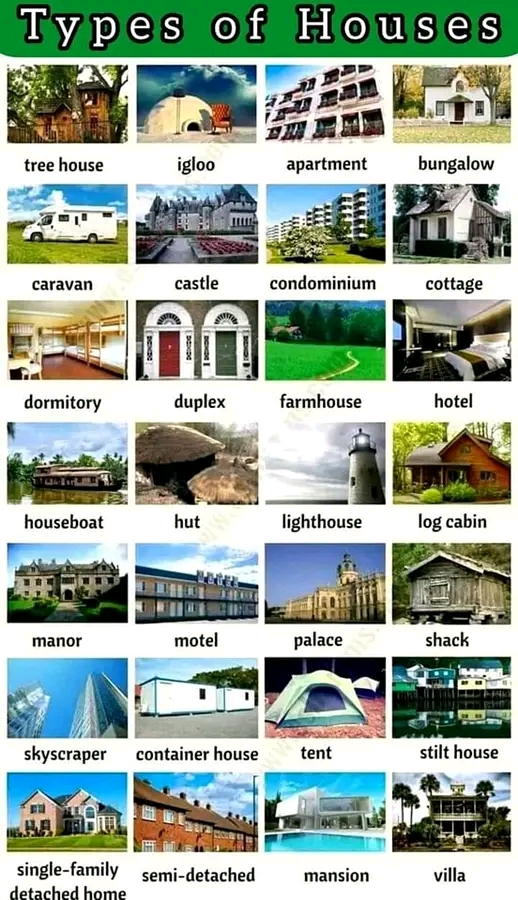 Types of Houses
tree house
igloo
apartment
bungalow
caravan
castle
condominium
cottage
dormitory
duplex
farmhouse
hotel
houseboat
hut
lighthouse
log cabin
manor
motel
palace
shack
skyscraper
container house
tent
stilt house
single-family
detached home
semi-detached
mansion
villa